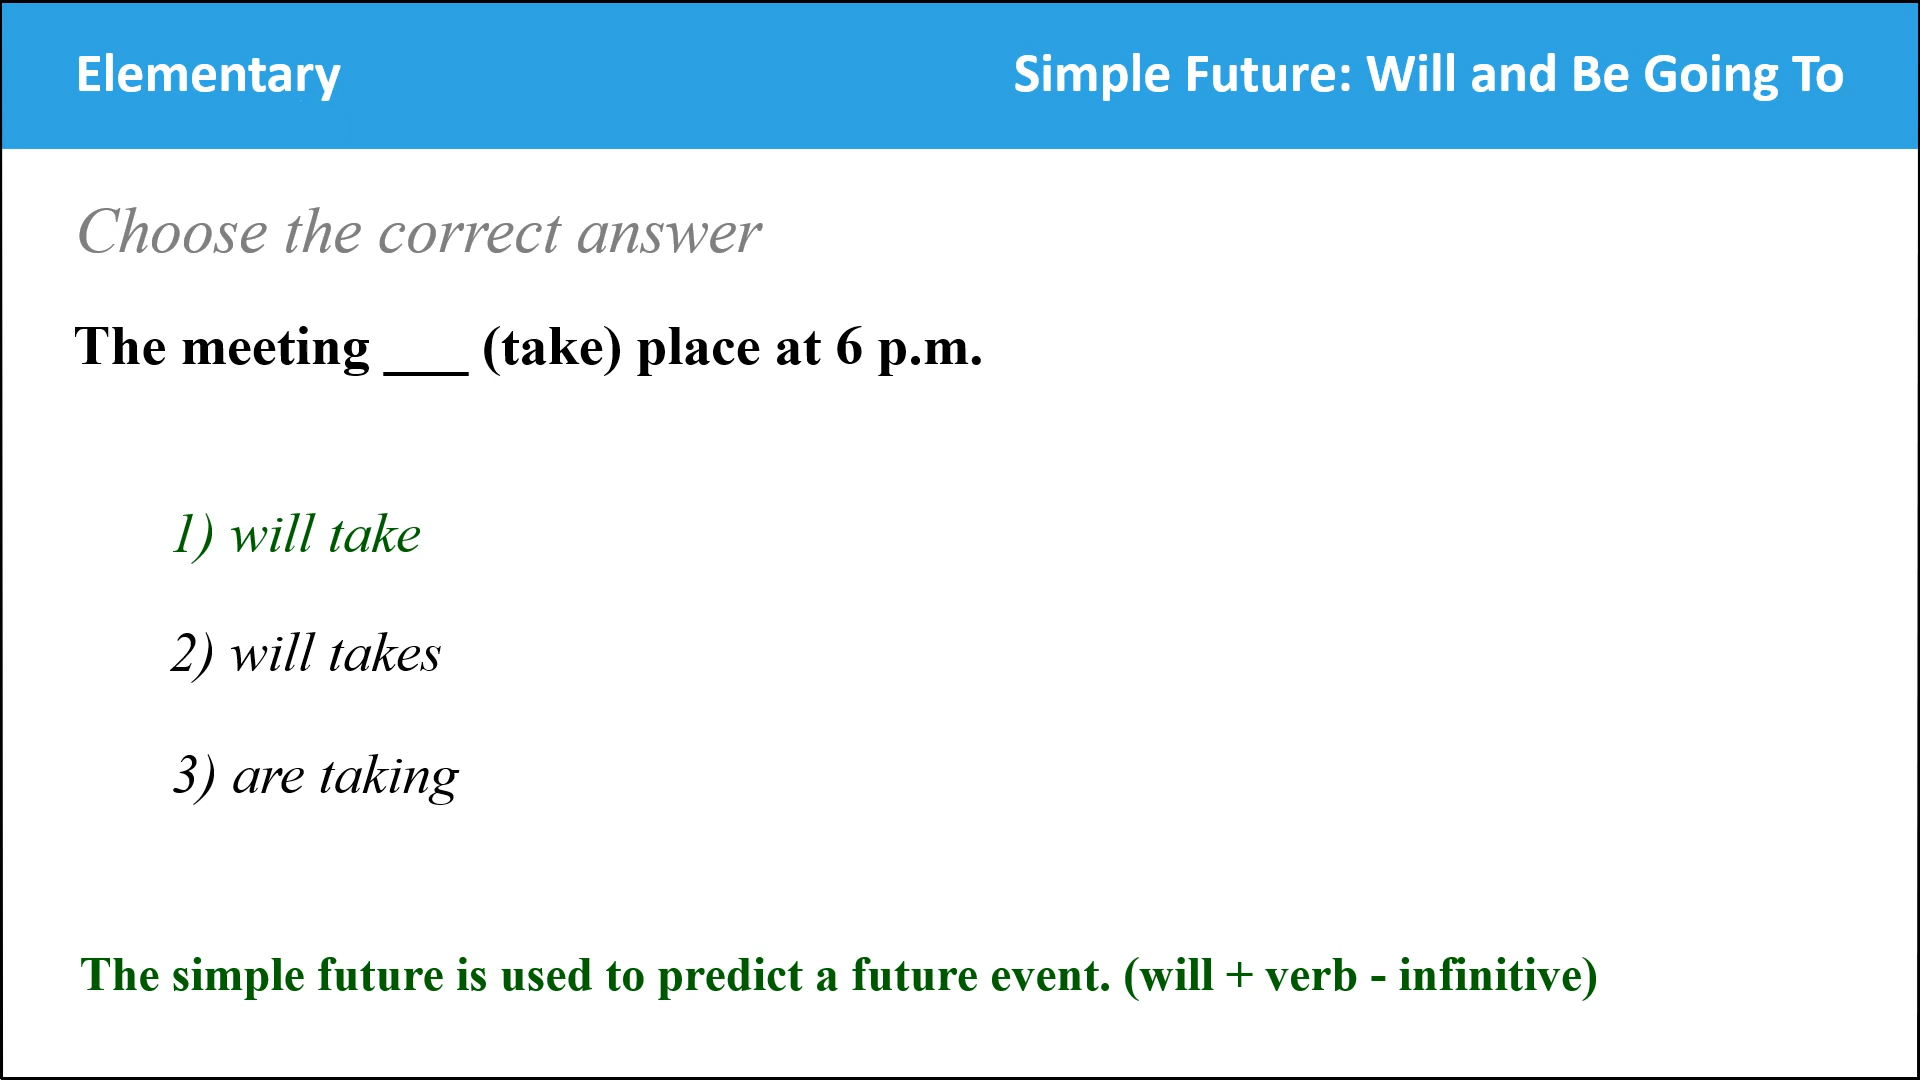 Elementary
Simple Future: Will and Be Going To
Choose the correct answer
The meeting ___ (take) place at 6 p.m.
1) will take
2) will takes
3) are taking
The simple future is used to predict a future event. (will + verb - infinitive)